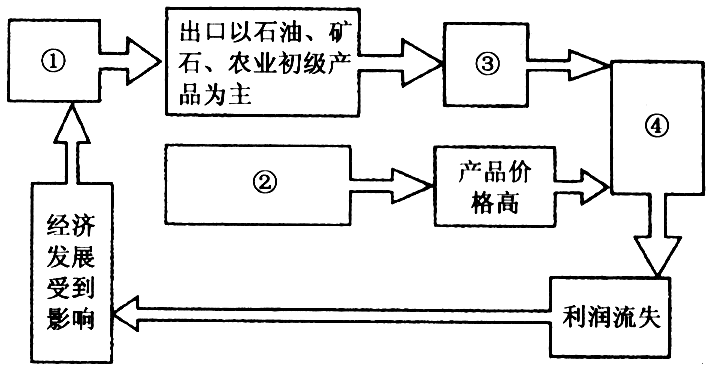 ①
出口以石油、矿
石、农业初级产
品为主
③
④
②
产品价
格高
经济
发展
受到
影响
利润流失